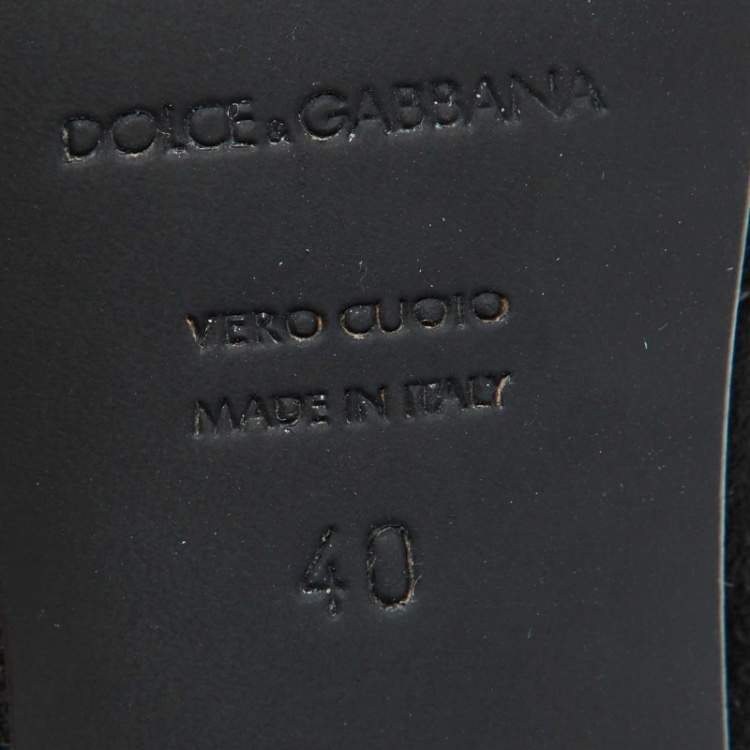 DOLCE & GABBANA
VERO CUOIO
MADE IN ITALY
40